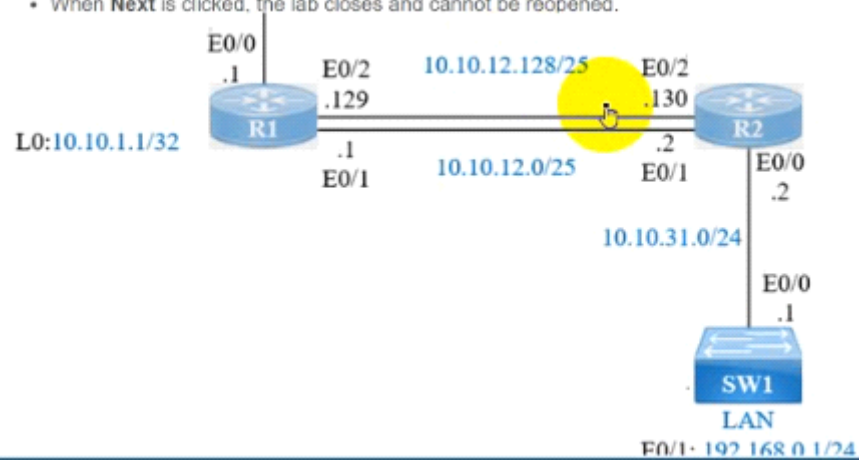 • When Next is clicked, the lab closes and cannot be reopened.
E0/0
.1
E0/2
10.10.12.128/25
E0/2
.129
.130
R1
R2
L0:10.10.1.1/32
.1
.2
E0/1
10.10.12.0/25
E0/1
E0/0
.2
10.10.31.0/24
E0/0
.1
SW1
LAN
E0/1: 192.168.0.1/24